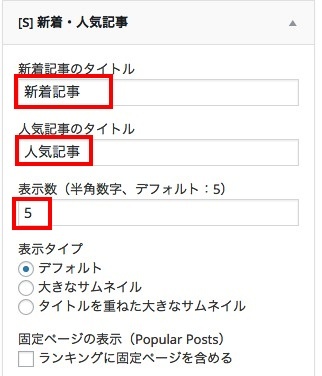 [S] 新着・人気記事
新着記事のタイトル
新着記事
人気記事のタイトル
人気記事
表示数（半角数字、デフォルト：5）
5
表示タイプ
デフォルト
大きなサムネイル
タイトルを重ねた大きなサムネイル
固定ページの表示（Popular Posts）
ランキングに固定ページを含める